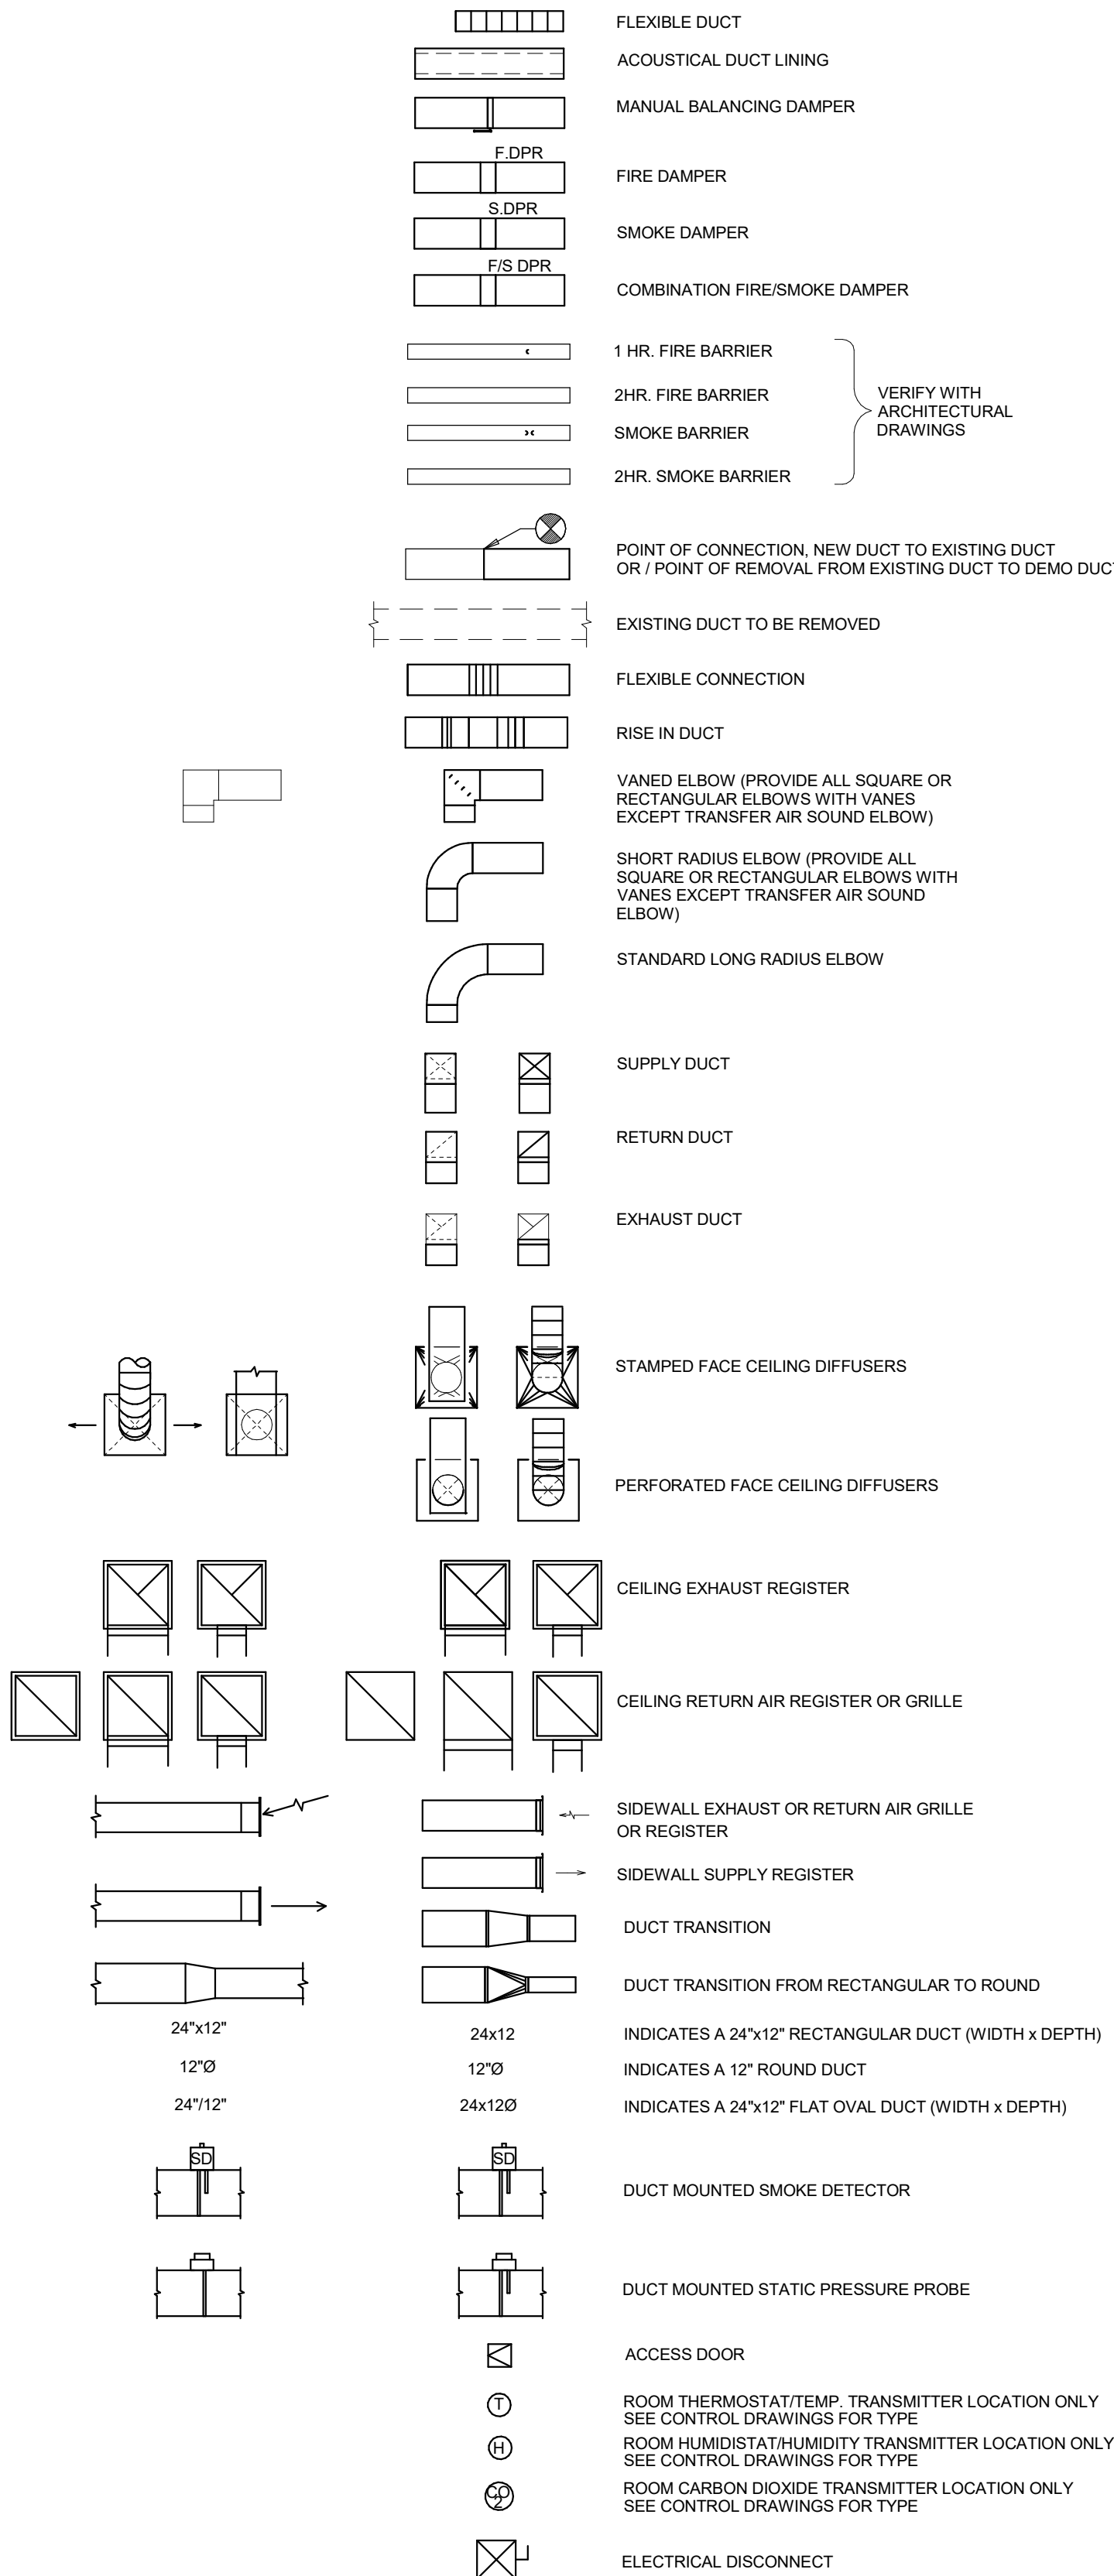 FLEXIBLE DUCT
ACOUSTICAL DUCT LINING
MANUAL BALANCING DAMPER
F.DPR
FIRE DAMPER
S.DPR
SMOKE DAMPER
F/S DPR
COMBINATION FIRE/SMOKE DAMPER
1 HR. FIRE BARRIER
2HR. FIRE BARRIER
SMOKE BARRIER
2HR. SMOKE BARRIER
VERIFY WITH
ARCHITECTURAL
DRAWINGS
POINT OF CONNECTION, NEW DUCT TO EXISTING DUCT
OR / POINT OF REMOVAL FROM EXISTING DUCT TO DEMO DUCT
EXISTING DUCT TO BE REMOVED
FLEXIBLE CONNECTION
RISE IN DUCT
VANED ELBOW (PROVIDE ALL SQUARE OR
RECTANGULAR ELBOWS WITH VANES
EXCEPT TRANSFER AIR SOUND ELBOW)
SHORT RADIUS ELBOW (PROVIDE ALL
SQUARE OR RECTANGULAR ELBOWS WITH
VANES EXCEPT TRANSFER AIR SOUND
ELBOW)
STANDARD LONG RADIUS ELBOW
SUPPLY DUCT
RETURN DUCT
EXHAUST DUCT
STAMPED FACE CEILING DIFFUSERS
PERFORATED FACE CEILING DIFFUSERS
CEILING EXHAUST REGISTER
CEILING RETURN AIR REGISTER OR GRILLE
SIDEWALL EXHAUST OR RETURN AIR GRILLE
OR REGISTER
SIDEWALL SUPPLY REGISTER
DUCT TRANSITION
DUCT TRANSITION FROM RECTANGULAR TO ROUND
24"x12" 24x12 INDICATES A 24"x12" RECTANGULAR DUCT (WIDTH x DEPTH)
12"Ø 12"Ø INDICATES A 12" ROUND DUCT
24"/12" 24x12Ø INDICATES A 24"x12" FLAT OVAL DUCT (WIDTH x DEPTH)
SD SD
DUCT MOUNTED SMOKE DETECTOR
DUCT MOUNTED STATIC PRESSURE PROBE
ACCESS DOOR
T ROOM THERMOSTAT/TEMP. TRANSMITTER LOCATION ONLY
SEE CONTROL DRAWINGS FOR TYPE
H ROOM HUMIDISTAT/HUMIDITY TRANSMITTER LOCATION ONLY
SEE CONTROL DRAWINGS FOR TYPE
CO
2
ROOM CARBON DIOXIDE TRANSMITTER LOCATION ONLY
SEE CONTROL DRAWINGS FOR TYPE
ELECTRICAL DISCONNECT